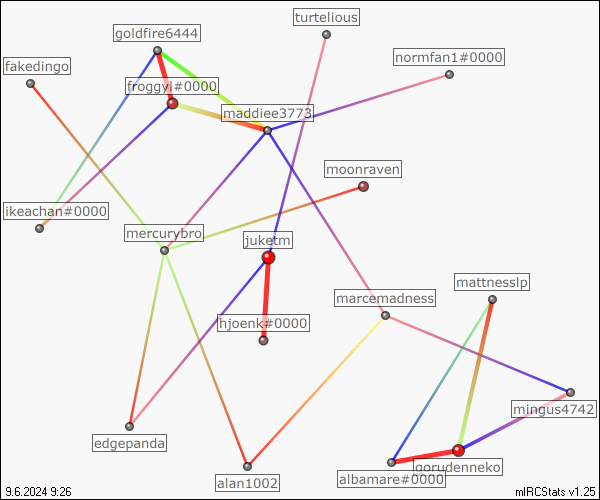 turtelious
goldfire6444
normfan1#0000
fakedingo
froggyl#0000
maddiee3773
moonraven
ikeachan#0000
mercurybro
juketm
mattnesslp
marcemadness
hjoenk#0000
mingus4742
edgepanda
gorudenneko
albamare#0000
alan1002
9.6.2024 9:26
mIRCStats v1.25